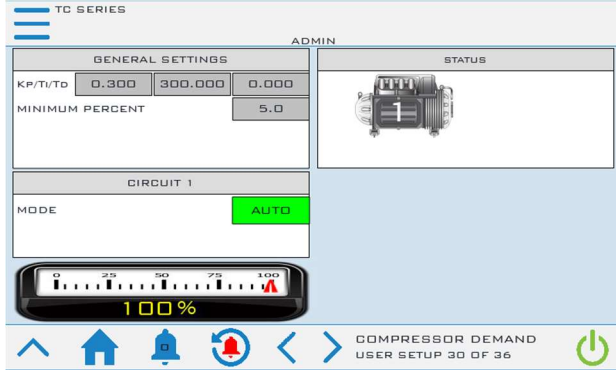 TC SERIES
ADMIN
GENERAL SETTINGS
KP/TI/TD 0.300 300.000 0.000
MINIMUM PERCENT 5.0
STATUS
1
CIRCUIT 1
MODE AUTO
0 25 50 75 100
100%
0
COMPRESSOR DEMAND
USER SETUP 30 OF 36